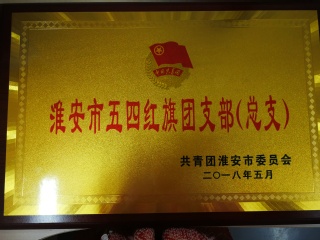 淮安市五四红旗团支部(总支)
共青团淮安市委员会
二〇一八年五月